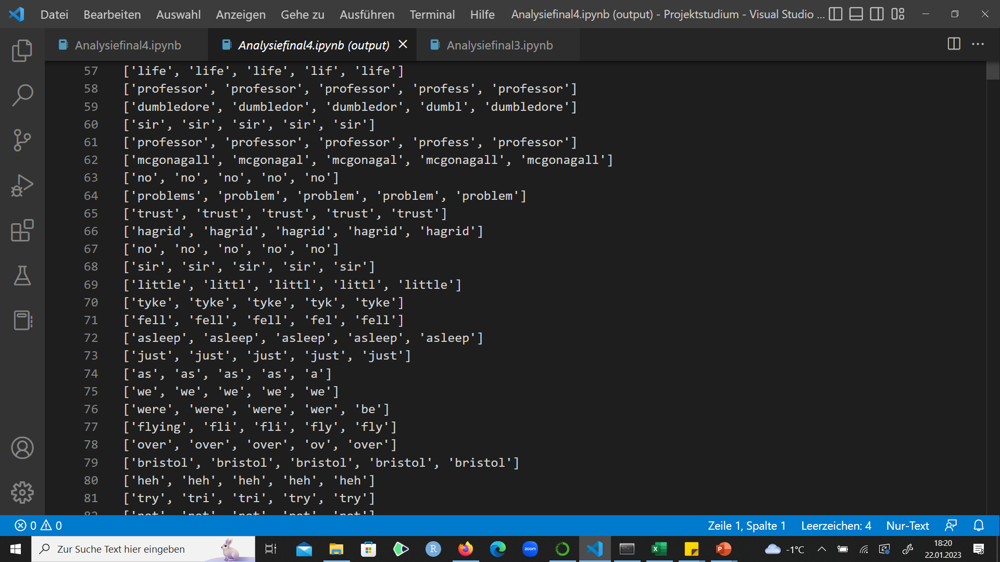 Datei Bearbeiten Auswahl Anzeigen Gehe zu Ausführen Terminal Hilfe Analysiefinal4.ipynb (output) - Projektstudium - Visual Studio ...
Analysiefinal4.ipynb Analysiefinal4.ipynb (output) Analysiefinal3.ipynb
57 ['life', 'life', 'life', 'lif', 'life']
58 ['professor', 'professor', 'professor', 'profess', 'professor']
59 ['dumbledore', 'dumbledor', 'dumbledor', 'dumbl', 'dumbledore']
60 ['sir', 'sir', 'sir', 'sir', 'sir']
61 ['professor', 'professor', 'professor', 'profess', 'professor']
62 ['mcgonagall', 'mcgonagal', 'mcgonagal', 'mcgonagall', 'mcgonagall']
63 ['no', 'no', 'no', 'no', 'no']
64 ['problems', 'problem', 'problem', 'problem', 'problem']
65 ['trust', 'trust', 'trust', 'trust', 'trust']
66 ['hagrid', 'hagrid', 'hagrid', 'hagrid', 'hagrid']
67 ['no', 'no', 'no', 'no', 'no']
68 ['sir', 'sir', 'sir', 'sir', 'sir']
69 ['little', 'littl', 'littl', 'littl', 'little']
70 ['tyke', 'tyke', 'tyke', 'tyk', 'tyke']
71 ['fell', 'fell', 'fell', 'fel', 'fell']
72 ['asleep', 'asleep', 'asleep', 'asleep', 'asleep']
73 ['just', 'just', 'just', 'just', 'just']
74 ['as', 'as', 'as', 'as', 'a']
75 ['we', 'we', 'we', 'we', 'we']
76 ['were', 'were', 'were', 'wer', 'be']
77 ['flying', 'fli', 'fli', 'fly', 'fly']
78 ['over', 'over', 'over', 'ov', 'over']
79 ['bristol', 'bristol', 'bristol', 'bristol', 'bristol']
80 ['heh', 'heh', 'heh', 'heh', 'heh']
81 ['try', 'tri', 'tri', 'try', 'try']
0 0 Zeile 1, Spalte 1 Leerzeichen: 4 Nur-Text
Zur Suche Text hier eingeben R zoom X P -1°C 18:20
22.01.2023